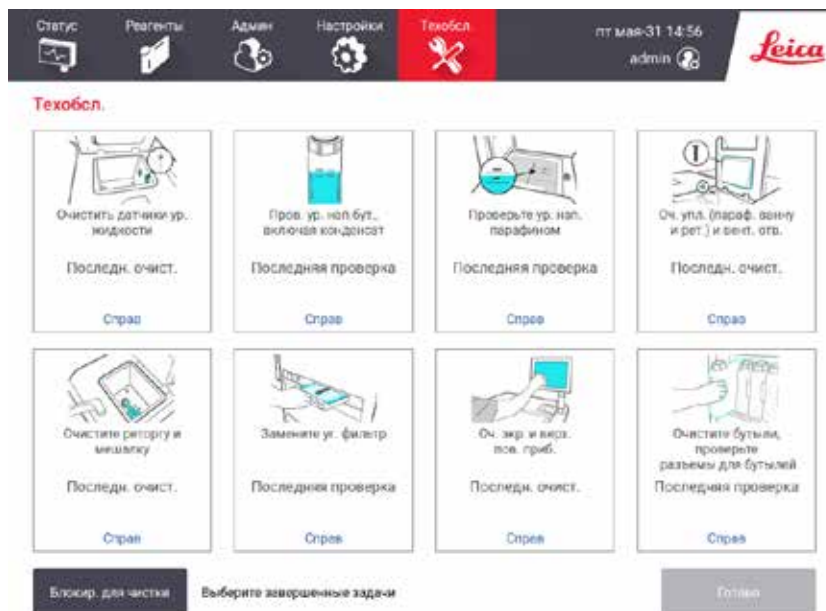 Статус Реагенты Админ Настройки Техобсл.
пт мая-31 14:56
admin
Leica
Техобсл.
Очистить датчики ур.
жидкости
Последн. очист.
Справ
Пров. ур. нап.бут.,
включая конденсат
Последняя проверка
Справ
Проверьте ур. нап.
парафином
Последняя проверка
Справ
Оч. упл. (параф. ванну
и рет.) и вент. отв.
Последн. очист.
Справ
Очистите реторту и
мешалку
Последн. очист.
Справ
Замените уг. фильтр
Последняя проверка
Справ
Оч. экр. и верх.
пов. приб.
Последн. очист.
Справ
Очистите бутыли,
проверьте
разъемы для бутылей
Последняя проверка
Справ
Блокир. для чистки
Выберите завершенные задачи
Готово